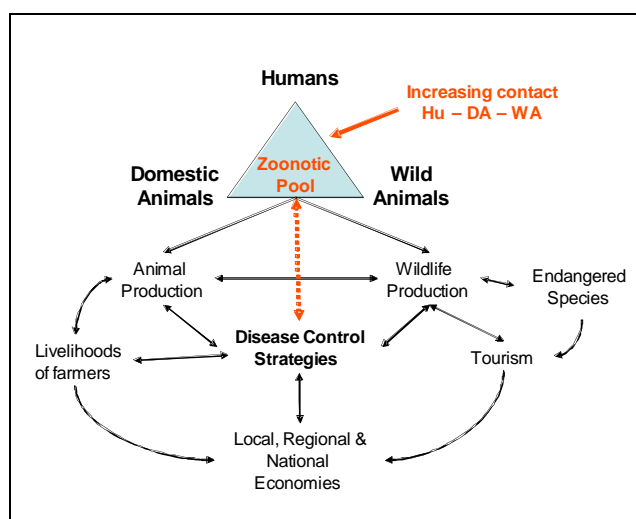 Humans
Increasing contact
Hu – DA – WA
Domestic
Animals
Zoonotic
Pool
Wild
Animals
Animal
Production
Wildlife
Production
Endangered
Species
Disease Control
Strategies
Livelihoods
of farmers
Tourism
Local, Regional &
National
Economies